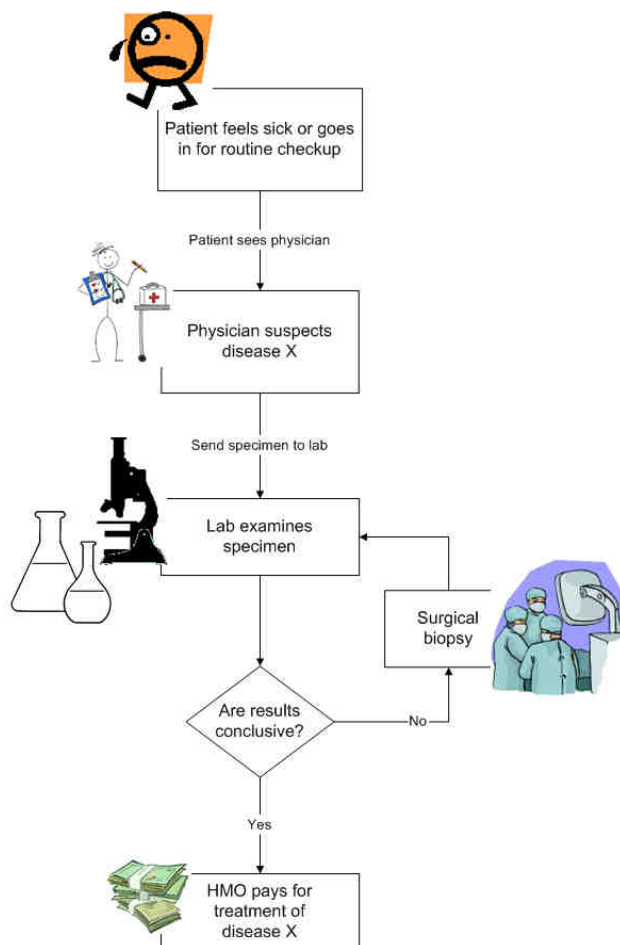 Patient feels sick or goes
in for routine checkup
Patient sees physician
Physician suspects
disease X
Send specimen to lab
Lab examines
specimen
Surgical
biopsy
Are results
conclusive?
No
Yes
HMO pays for
treatment of
disease X